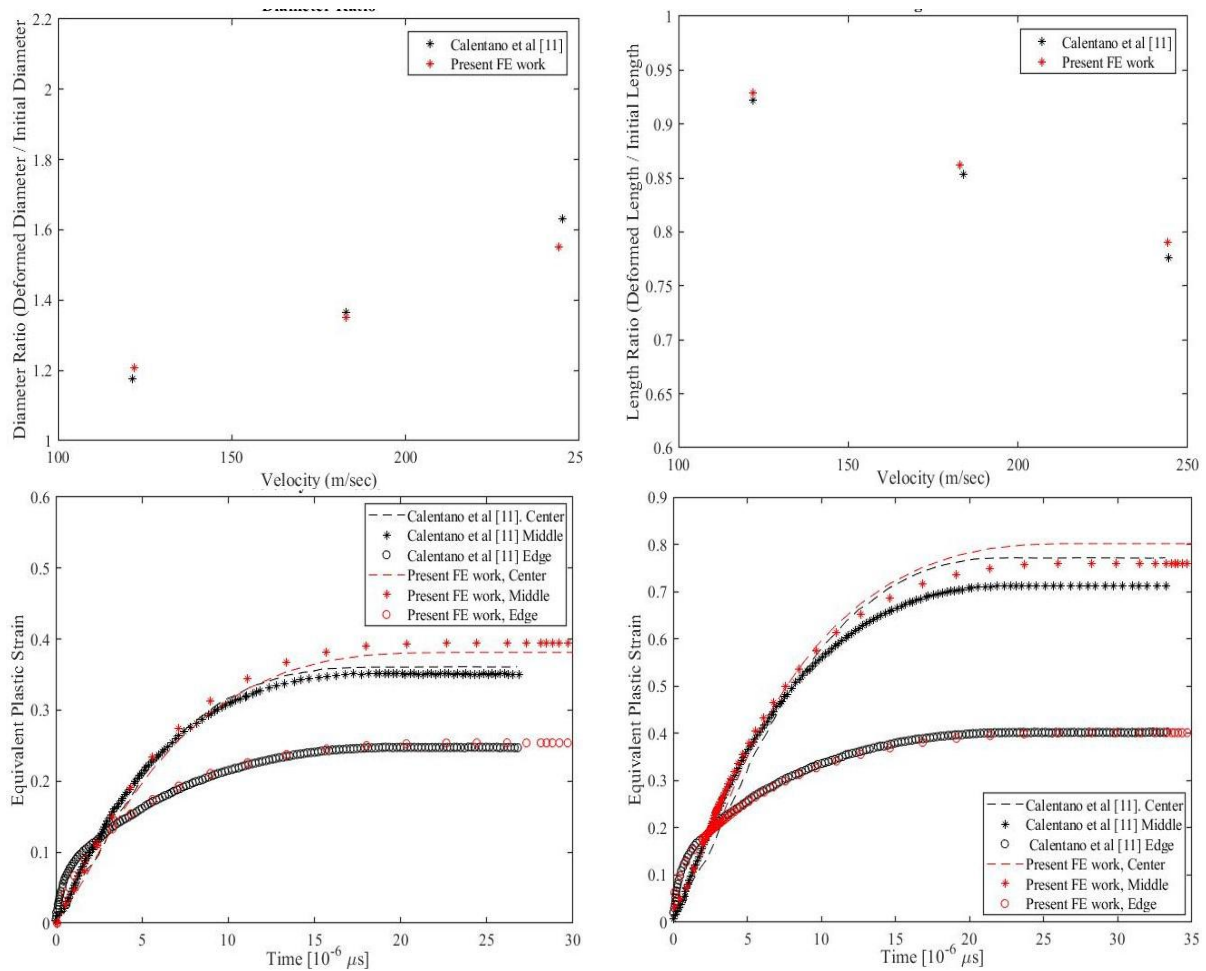 Diameter Ratio
2.2
2
1.8
1.6
1.4
1.2
1
100
150
200
25
Diameter Ratio (Deformed Diameter / Initial Diameter
Velocity (m/sec)
Calentano et al [11]
Present FE work
1
0.95
0.9
0.85
0.8
0.75
0.7
0.65
0.6
100
150
200
250
Length Ratio (Deformed Length / Initial Length
Velocity (m/sec)
Calentano et al [11]
Present FE work
0.6
0.5
0.4
0.3
0.2
0.1
0
0
5
10
15
20
25
30
Equivalent Plastic Strain
Time [10-6 μs]
Calentano et al [11]. Center
Calentano et al [11] Middle
Calentano et al [11] Edge
Present FE work, Center
Present FE work, Middle
Present FE work, Edge
0.9
0.8
0.7
0.6
0.5
0.4
0.3
0.2
0.1
0
0
5
10
15
20
25
30
35
Equivalent Plastic Strain
Time [10-6 μs]
Calentano et al [11]. Center
Calentano et al [11] Middle
Calentano et al [11] Edge
Present FE work, Center
Present FE work, Middle
Present FE work, Edge